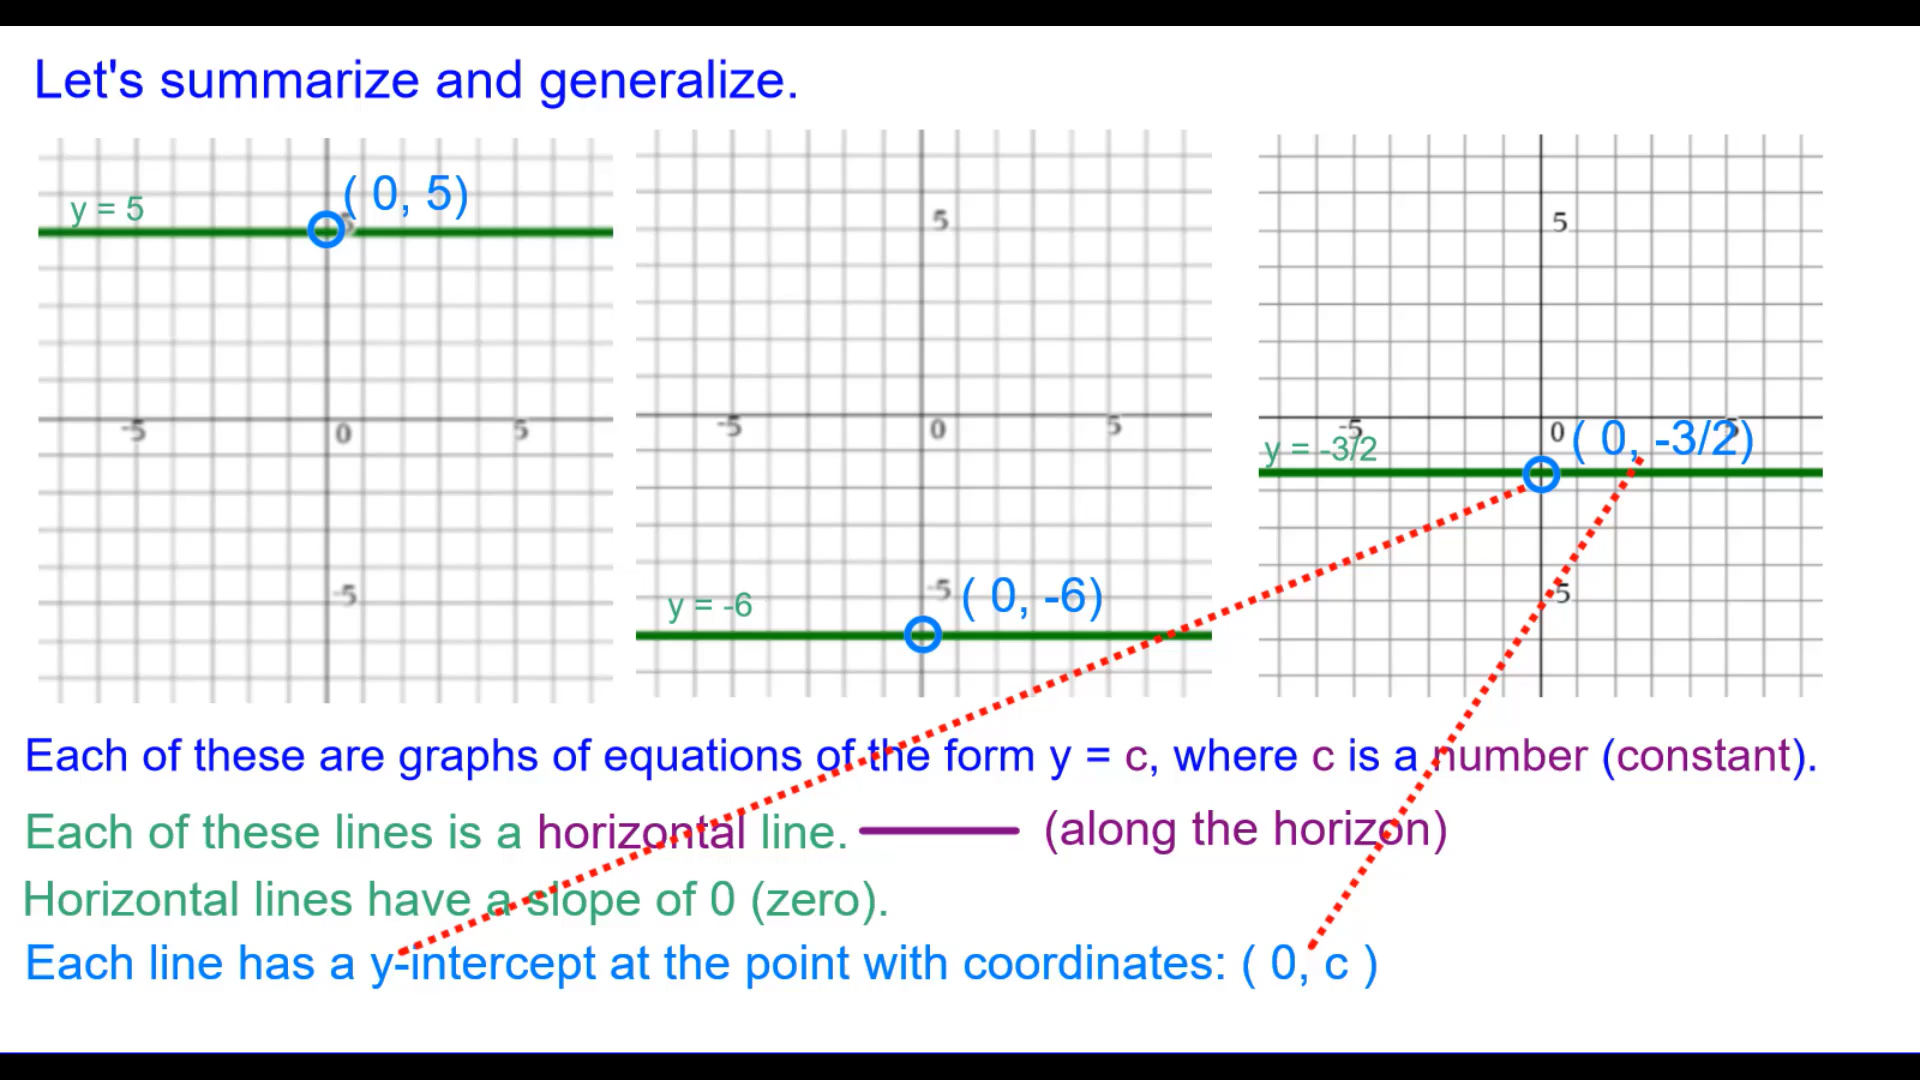 Let's summarize and generalize.
y = 5
( 0, 5)
5
-5
0
5
-5
5
-5
0
5
-5
( 0, -6)
y = -6
5
-5
0
( 0, -3/2)
y = -3/2
5
Each of these are graphs of equations of the form y = c, where c is a number (constant).
Each of these lines is a horizontal line. (along the horizon)
Horizontal lines have a slope of 0 (zero).
Each line has a y-intercept at the point with coordinates: ( 0, c )